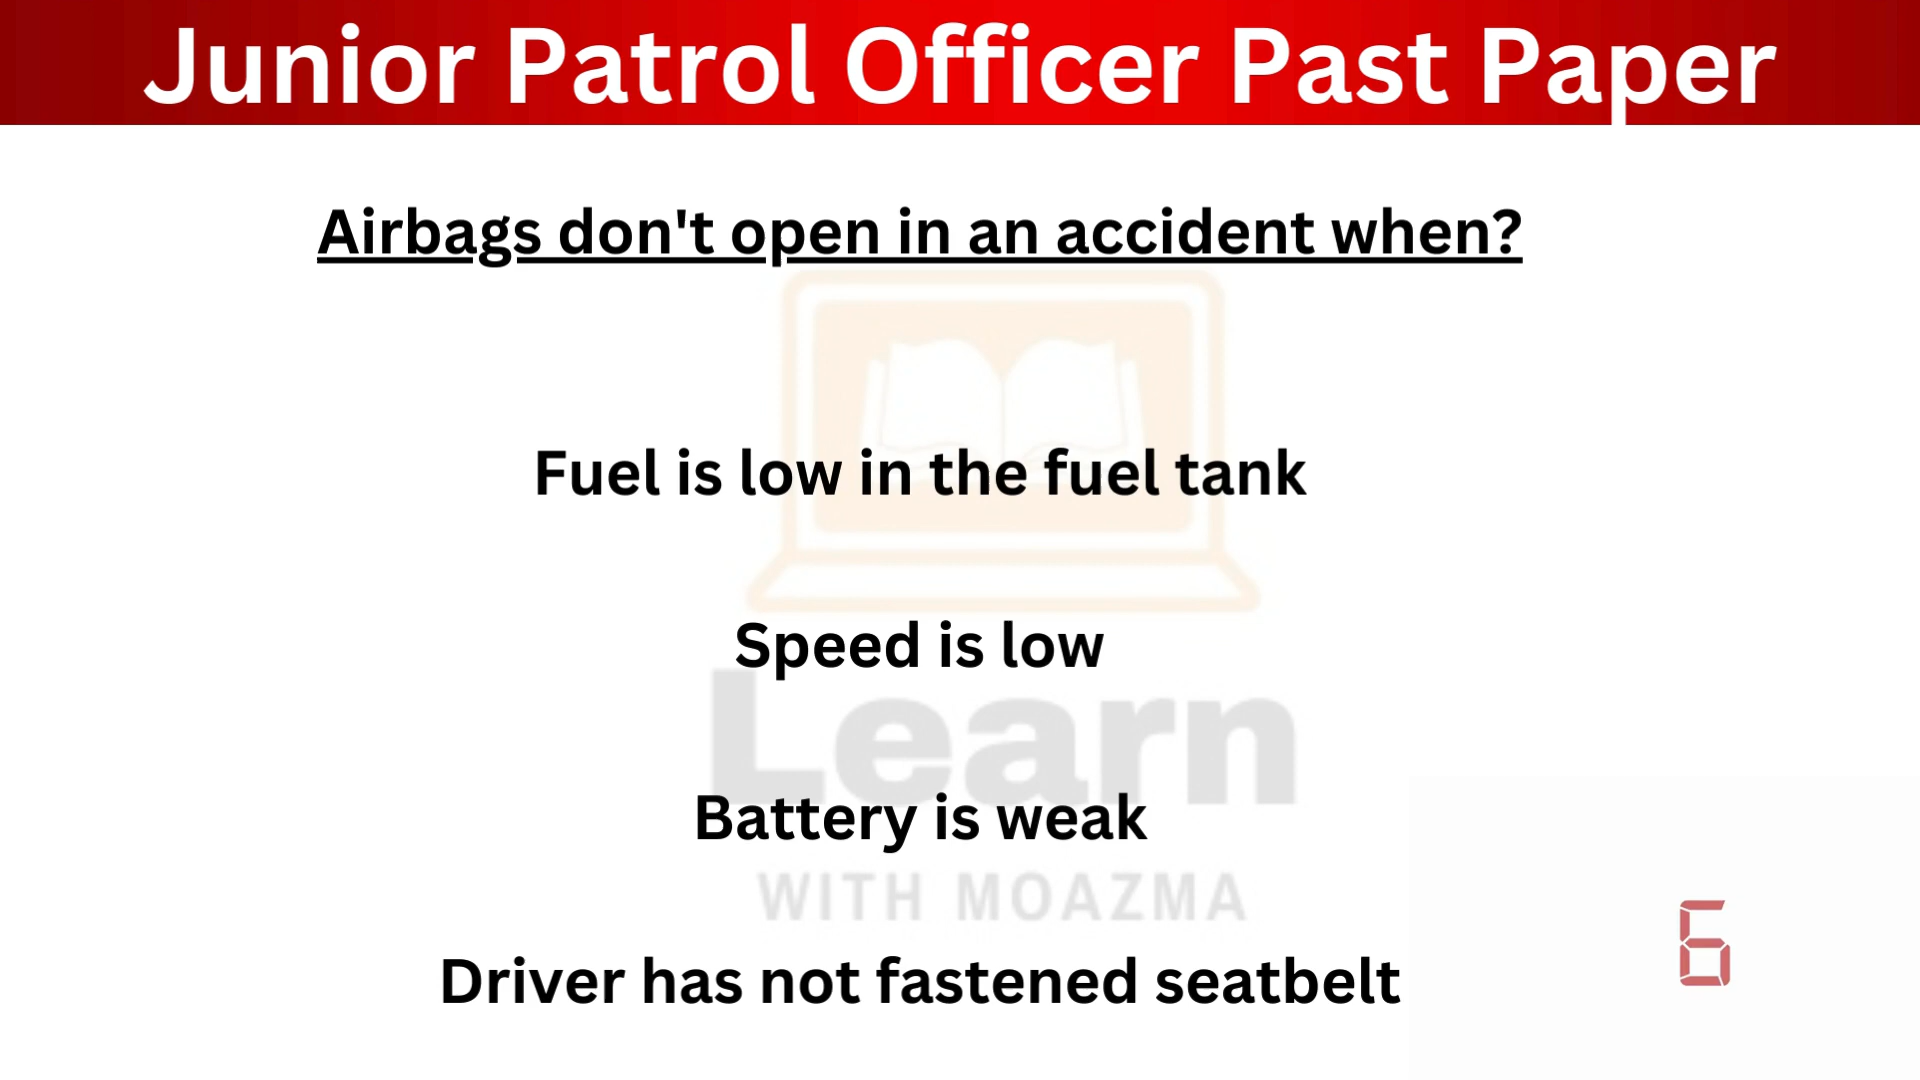 Junior Patrol Officer Past Paper
Airbags don't open in an accident when?
Fuel is low in the fuel tank
Speed is low
Learn
Battery is weak
WITH MOAZMA
Driver has not fastened seatbelt
6